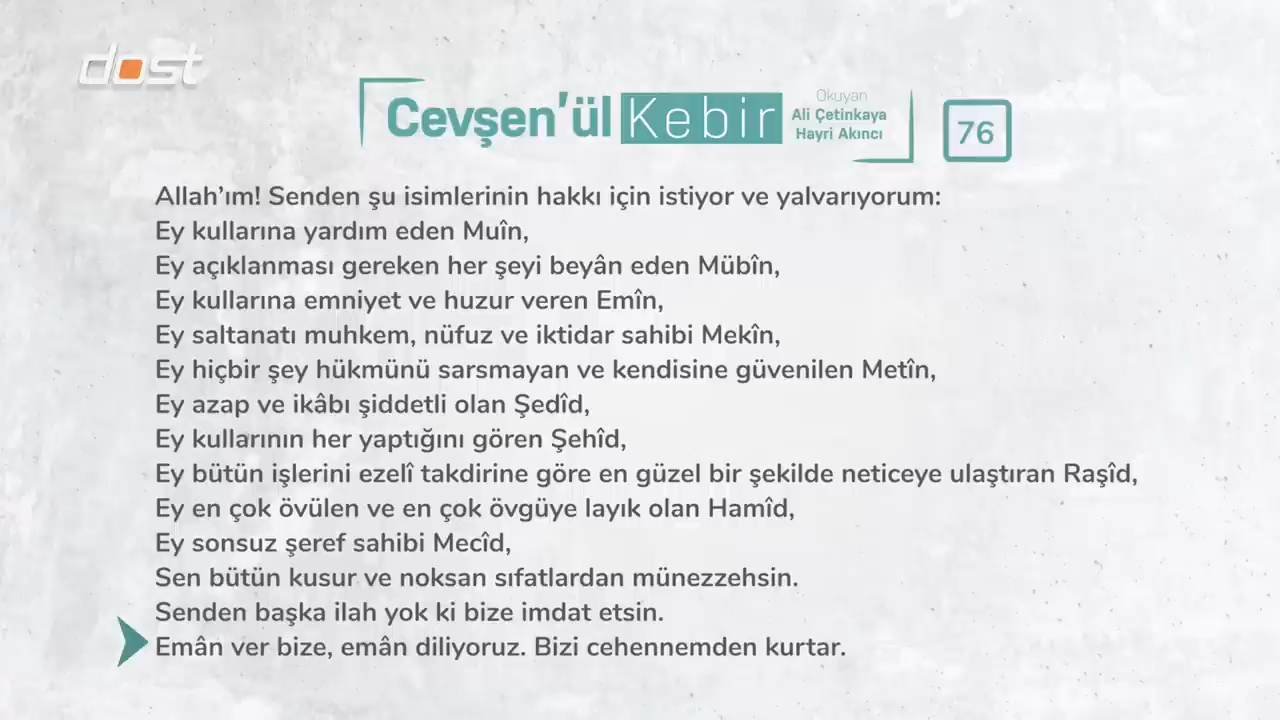 dost
Cevşen'ül Kebir
Okuyan
Ali Çetinkaya
Hayri Akıncı
76
Allah'ım! Senden şu isimlerinin hakkı için istiyor ve yalvarıyorum:
Ey kullarına yardım eden Muîn,
Ey açıklanması gereken her şeyi beyân eden Mübîn,
Ey kullarına emniyet ve huzur veren Emîn,
Ey saltanatı muhkem, nüfuz ve iktidar sahibi Mekîn,
Ey hiçbir şey hükmünü sarsmayan ve kendisine güvenilen Metîn,
Ey azap ve ikâbı şiddetli olan Şedîd,
Ey kullarının her yaptığını gören Şehîd,
Ey bütün işlerini ezelî takdirine göre en güzel bir şekilde neticeye ulaştıran Raşîd,
Ey en çok övülen ve en çok övgüye layık olan Hamîd,
Ey sonsuz şeref sahibi Mecîd,
Sen bütün kusur ve noksan sıfatlardan münezzehsin.
Senden başka ilah yok ki bize imdat etsin.
Emân ver bize, emân diliyoruz. Bizi cehennemden kurtar.